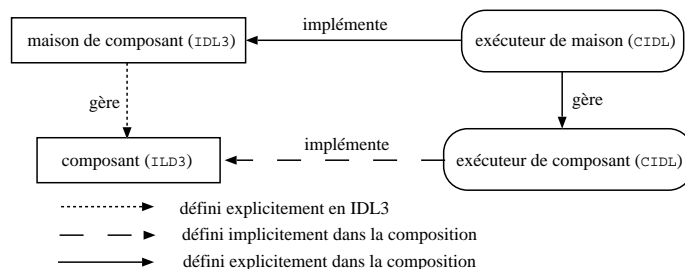 implémente
maison de composant (IDL3)
exécuteur de maison (CIDL)
gère
gère
implémente
composant (ILD3)
exécuteur de composant (CIDL)
défini explicitement en IDL3
défini implicitement dans la composition
défini explicitement dans la composition